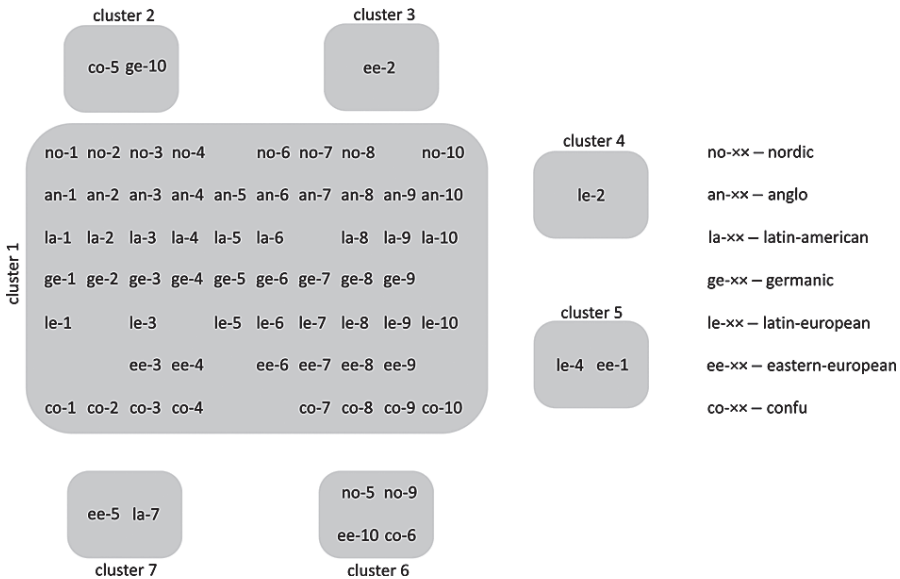 cluster 2
cluster 3
co-5 ge-10
ee-2
cluster 1
no-1 no-2 no-3 no-4 no-6 no-7 no-8 no-10
an-1 an-2 an-3 an-4 an-5 an-6 an-7 an-8 an-9 an-10
la-1 la-2 la-3 la-4 la-5 la-6 la-8 la-9 la-10
ge-1 ge-2 ge-3 ge-4 ge-5 ge-6 ge-7 ge-8 ge-9
le-1 le-3 le-5 le-6 le-7 le-8 le-9 le-10
ee-3 ee-4 ee-6 ee-7 ee-8 ee-9
co-1 co-2 co-3 co-4 co-7 co-8 co-9 co-10
cluster 4
le-2
cluster 5
le-4 ee-1
no-×× – nordic
an-×× – anglo
la-×× – latin-american
ge-×× – germanic
le-×× – latin-european
ee-×× – eastern-european
co-×× – confu
ee-5 la-7
cluster 7
no-5 no-9
ee-10 co-6
cluster 6